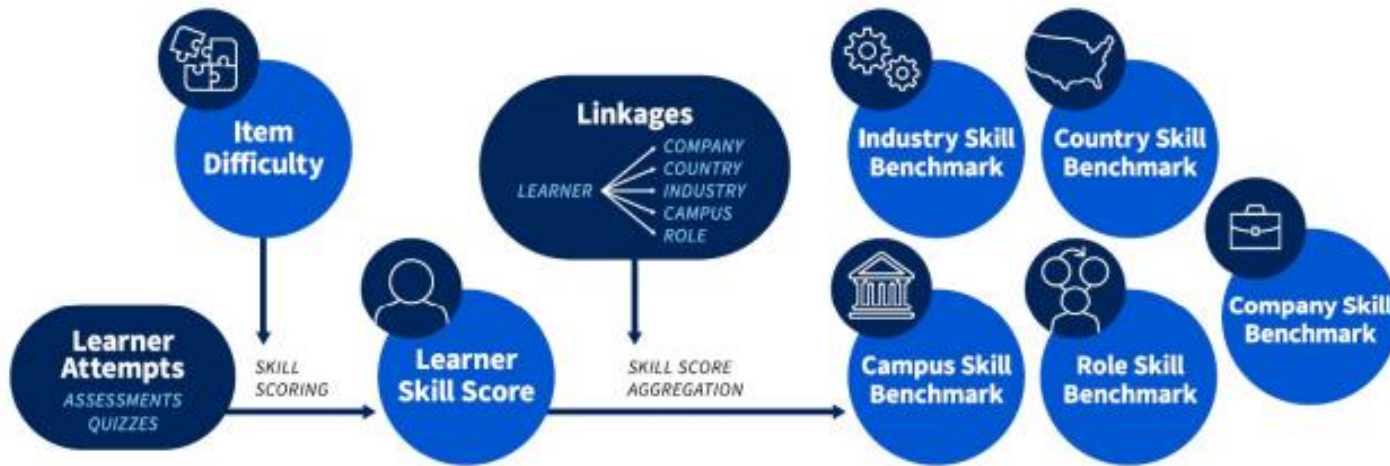 Item
Difficulty
Linkages
LEARNER
COMPANY
COUNTRY
INDUSTRY
CAMPUS
ROLE
Industry Skill
Benchmark
Country Skill
Benchmark
Learner
Attempts
ASSESSMENTS
QUIZZES
SKILL
SCORING
Learner
Skill Score
SKILL SCORE
AGGREGATION
Campus Skill
Benchmark
Role Skill
Benchmark
Company Skill
Benchmark